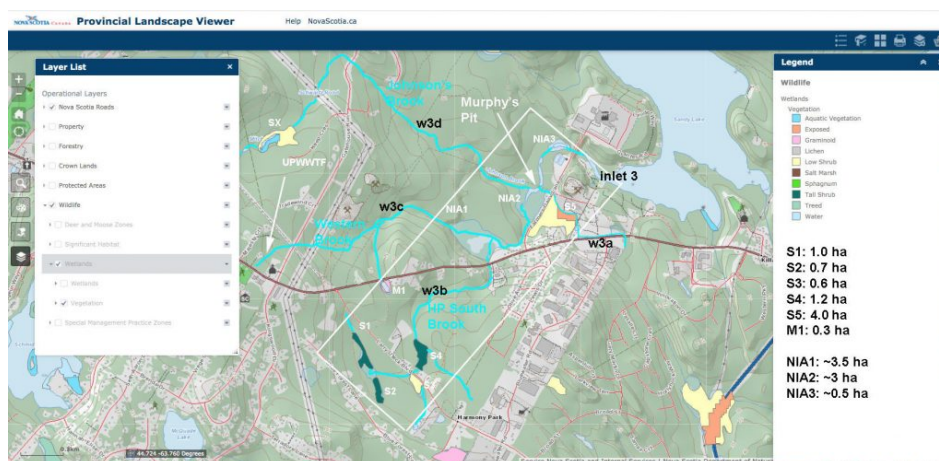 NOVA SCOTIA CANADA Provincial Landscape Viewer Help NovaScotia.ca
Layer List
Operational Layers
Nova Scotia Roads
Property
Forestry
Crown Lands
Protected Areas
Wildlife
Deer and Moose Zones
Significant Habitat
Wetlands
Wetlands
Vegetation
Special Management Practice Zones
Johnson's
Brook
Murphy's
Pit
w3d
SX
UPWWTF
NIA3
Inlet 3
Sandy Lake
w3c
NIA1
NIA2
S5
Western
Brook
w3a
M1
w3b
HP South
Brook
S1
S4
S2
Harmony Park
44.724 -63.760 Degrees
Legend
Wildlife
Wetlands
Vegetation
Aquatic Vegetation
Exposed
Graminoid
Lichen
Low Shrub
Salt Marsh
Sphagnum
Tall Shrub
Treed
Water
S1: 1.0 ha
S2: 0.7 ha
S3: 0.6 ha
S4: 1.2 ha
S5: 4.0 ha
M1: 0.3 ha
NIA1: ~3.5 ha
NIA2: ~3 ha
NIA3: ~0.5 ha